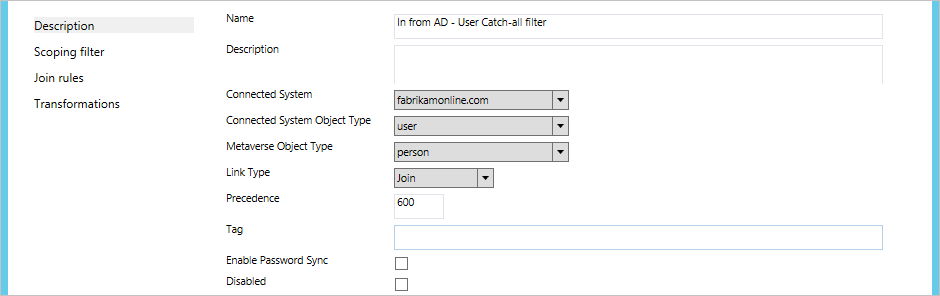 Description
Scoping filter
Join rules
Transformations
Name
In from AD - User Catch-all filter
Description
Connected System
fabrikamonline.com
Connected System Object Type
user
Metaverse Object Type
person
Link Type
Join
Precedence
600
Tag
Enable Password Sync
Disabled